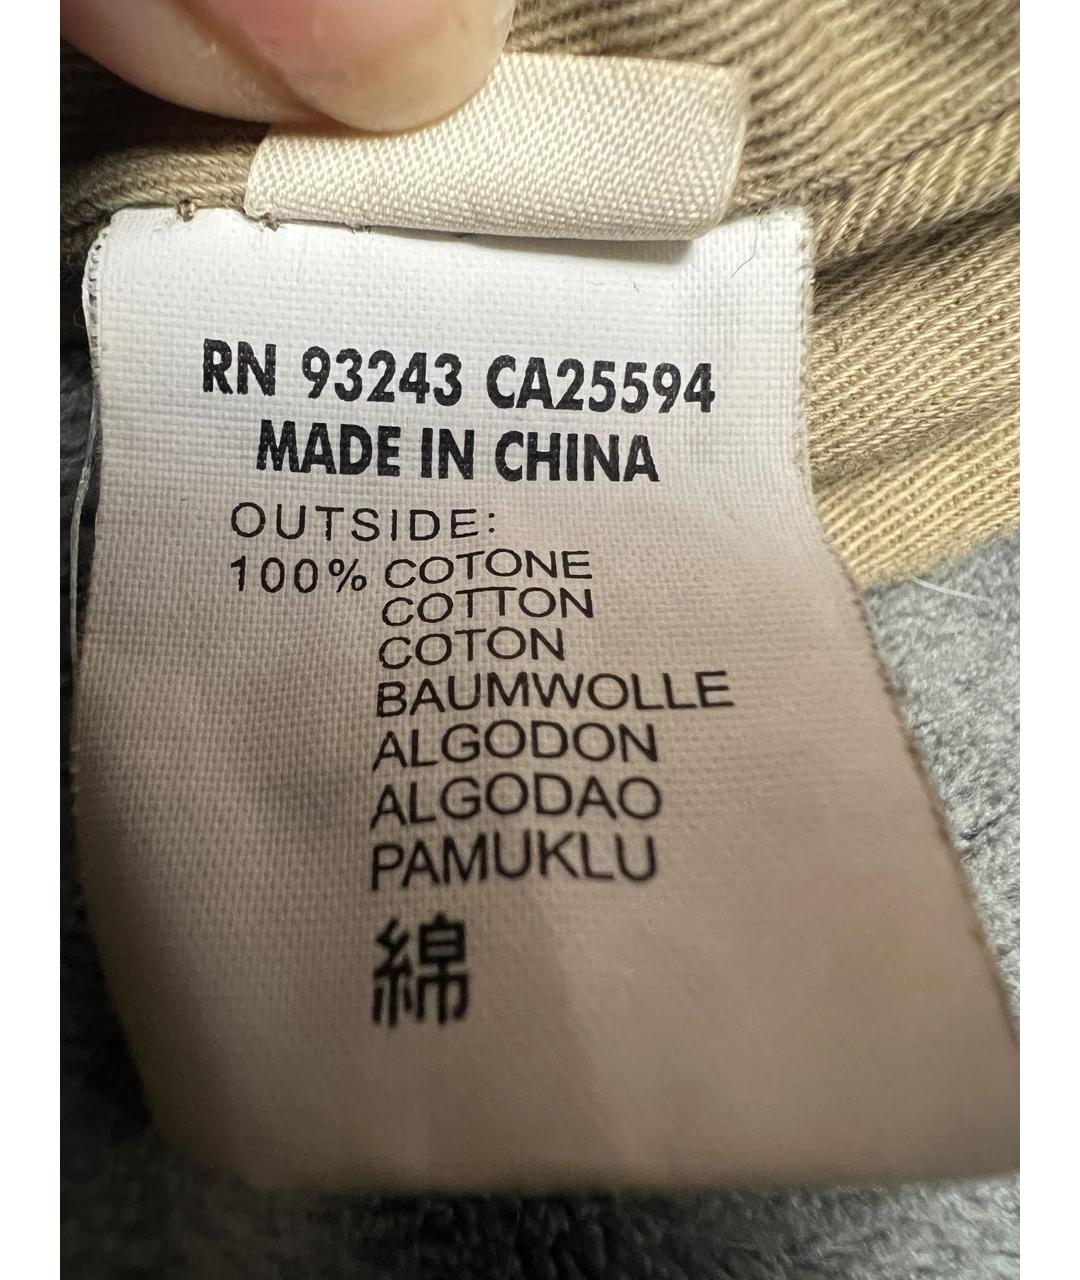 RN 93243 CA25594
MADE IN CHINA
OUTSIDE:
100% COTONE
COTTON
COTON
BAUMWOLLE
ALGODON
ALGODAO
PAMUKLU
綿